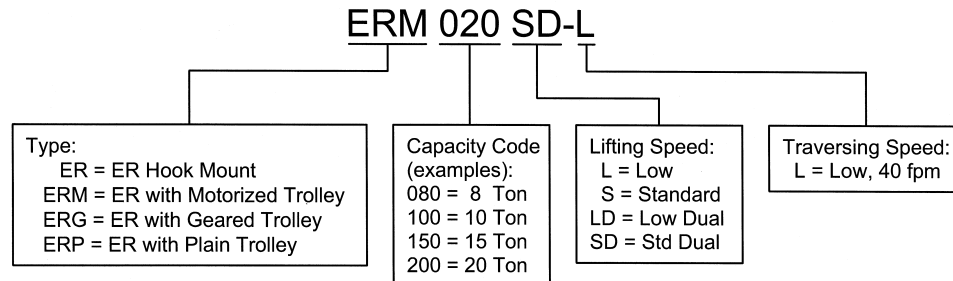 ERM 020 SD-L
Type:
ER = ER Hook Mount
ERM = ER with Motorized Trolley
ERG = ER with Geared Trolley
ERP = ER with Plain Trolley
Capacity Code
(examples):
080 = 8 Ton
100 = 10 Ton
150 = 15 Ton
200 = 20 Ton
Lifting Speed:
L = Low
S = Standard
LD = Low Dual
SD = Std Dual
Traversing Speed:
L = Low, 40 fpm